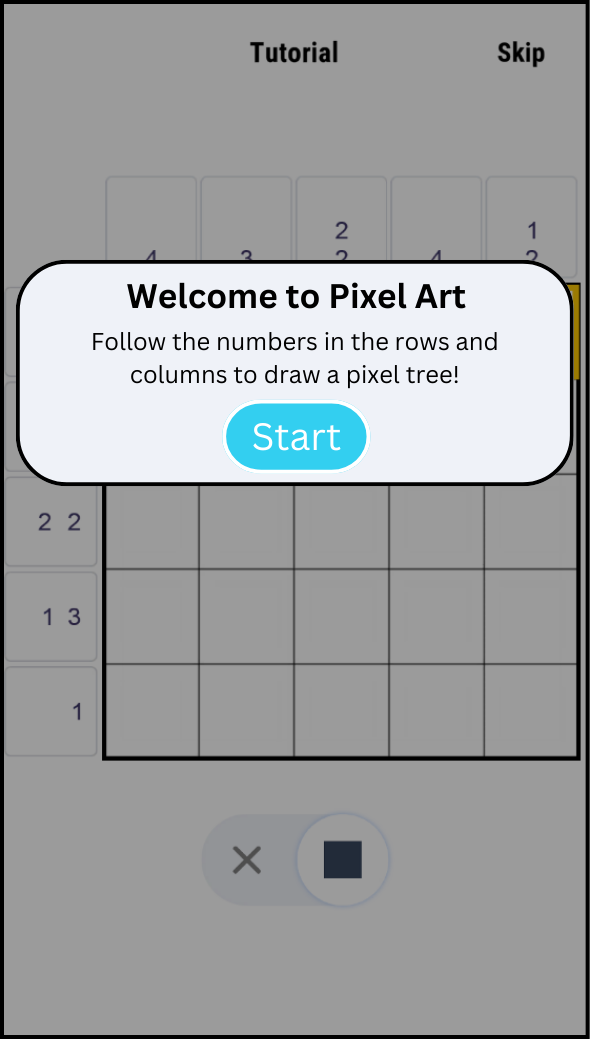 Tutorial Skip
2 1
4 3 2 4 2
Welcome to Pixel Art
Follow the numbers in the rows and
columns to draw a pixel tree!
Start
2 2
1 3
1